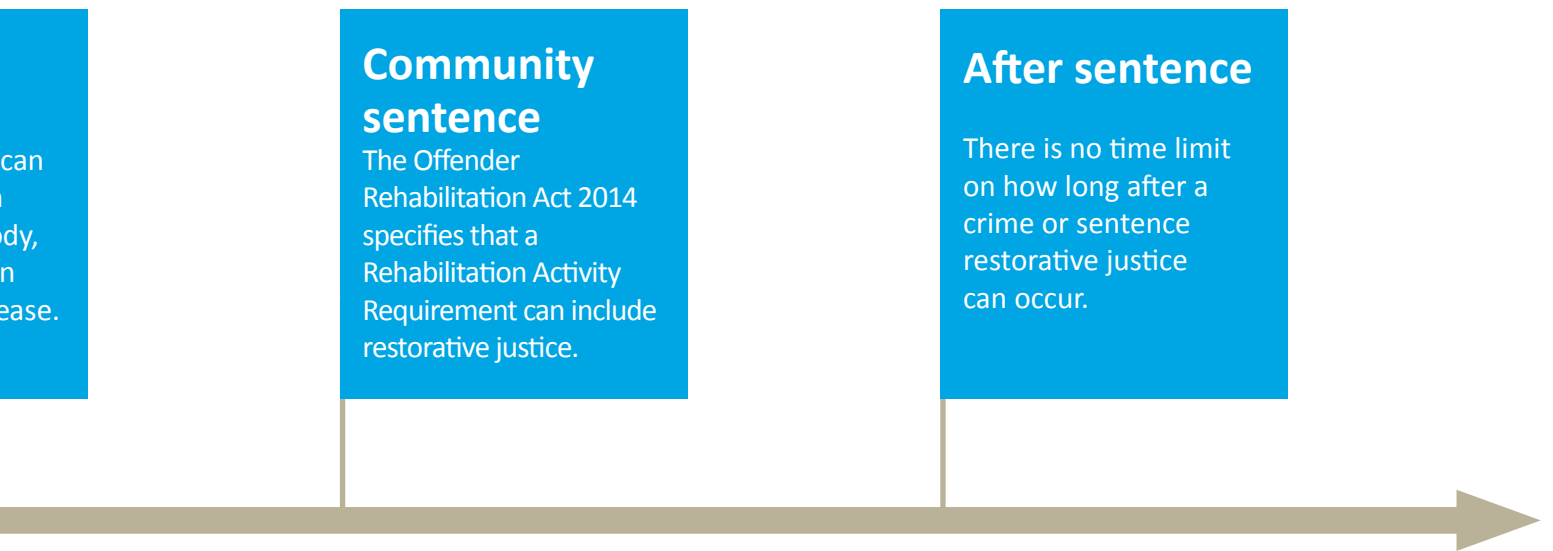 can
ody,
n
ease.
Community
sentence
The Offender
Rehabilitation Act 2014
specifies that a
Rehabilitation Activity
Requirement can include
restorative justice.
After sentence
There is no time limit
on how long after a
crime or sentence
restorative justice
can occur.